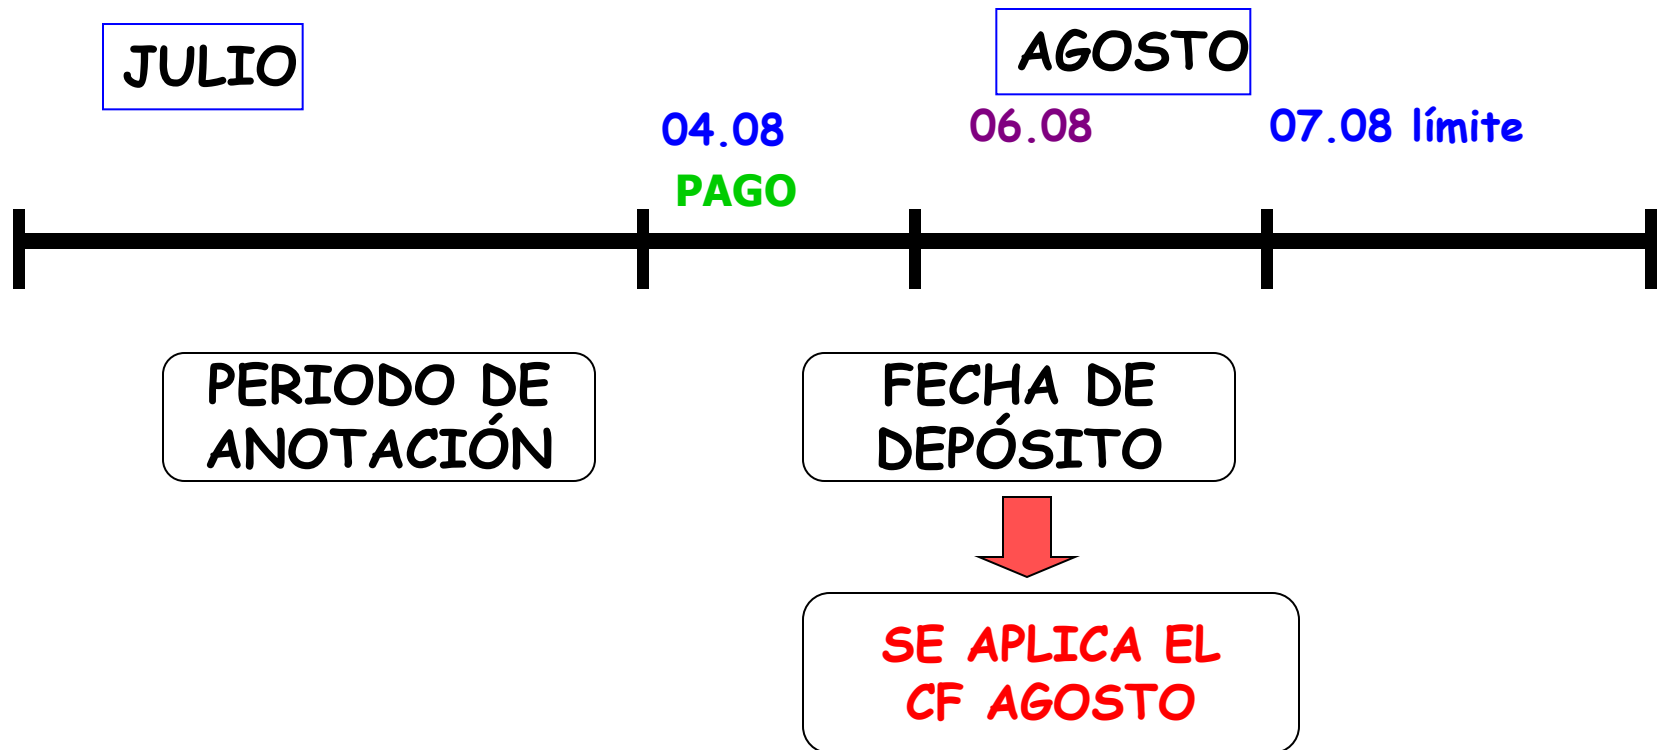 JULIO
AGOSTO
04.08
06.08
07.08 límite
PAGO
PERIODO DE
ANOTACIÓN
FECHA DE
DEPÓSITO
SE APLICA EL
CF AGOSTO